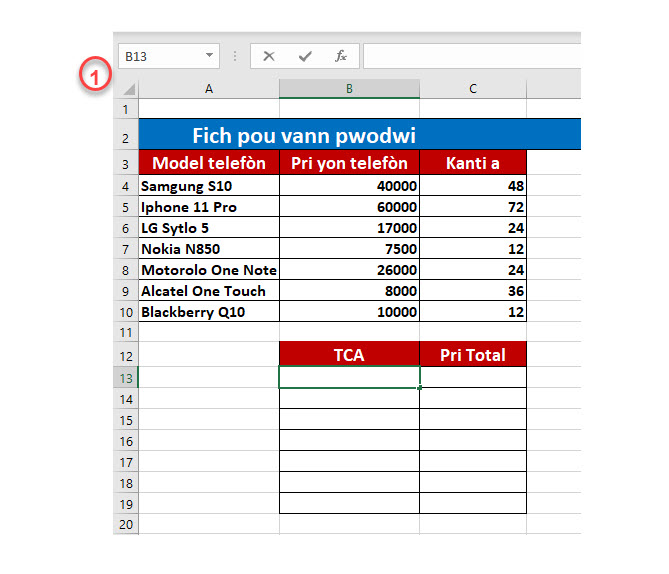 B13 fx
1
A B C
1
2 Fich pou vann pwodwi
3 Model telefòn Pri yon telefòn Kanti a
4 Samgung S10 40000 48
5 Iphone 11 Pro 60000 72
6 LG Sytlo 5 17000 24
7 Nokia N850 7500 12
8 Motorolo One Note 26000 24
9 Alcatel One Touch 8000 36
10 Blackberry Q10 10000 12
11
12 TCA Pri Total
13
14
15
16
17
18
19
20